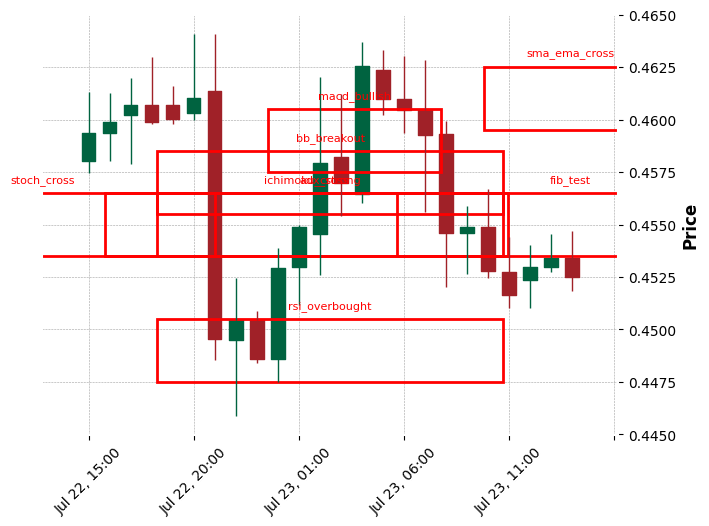 0.4650
sma_ema_cross
0.4625
macd_bull
0.4600
bb_breakout
0.4575
stoch_cross
fib_test
0.4550
Price
0.4525
rsi_overbought
0.4500
0.4475
0.4450
Jul 22, 15:00
Jul 22, 20:00
Jul 23, 01:00
Jul 23, 06:00
Jul 23, 11:00